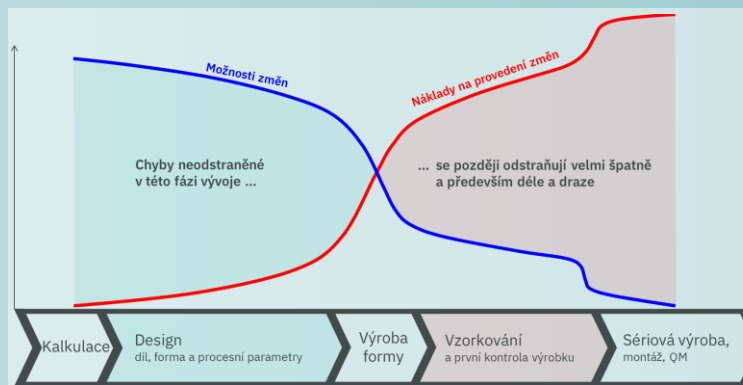 Možnosti změn
Náklady na provedení změn
Chyby neodstraněné
v této fázi vývoje ...
... se později odstraňují velmi špatně
a především déle a draze
Kalkulace
Design
díl, forma a procesní parametry
Výroba
formy
Vzorkování
a první kontrola výrobku
Sériová výroba,
montáž, QM